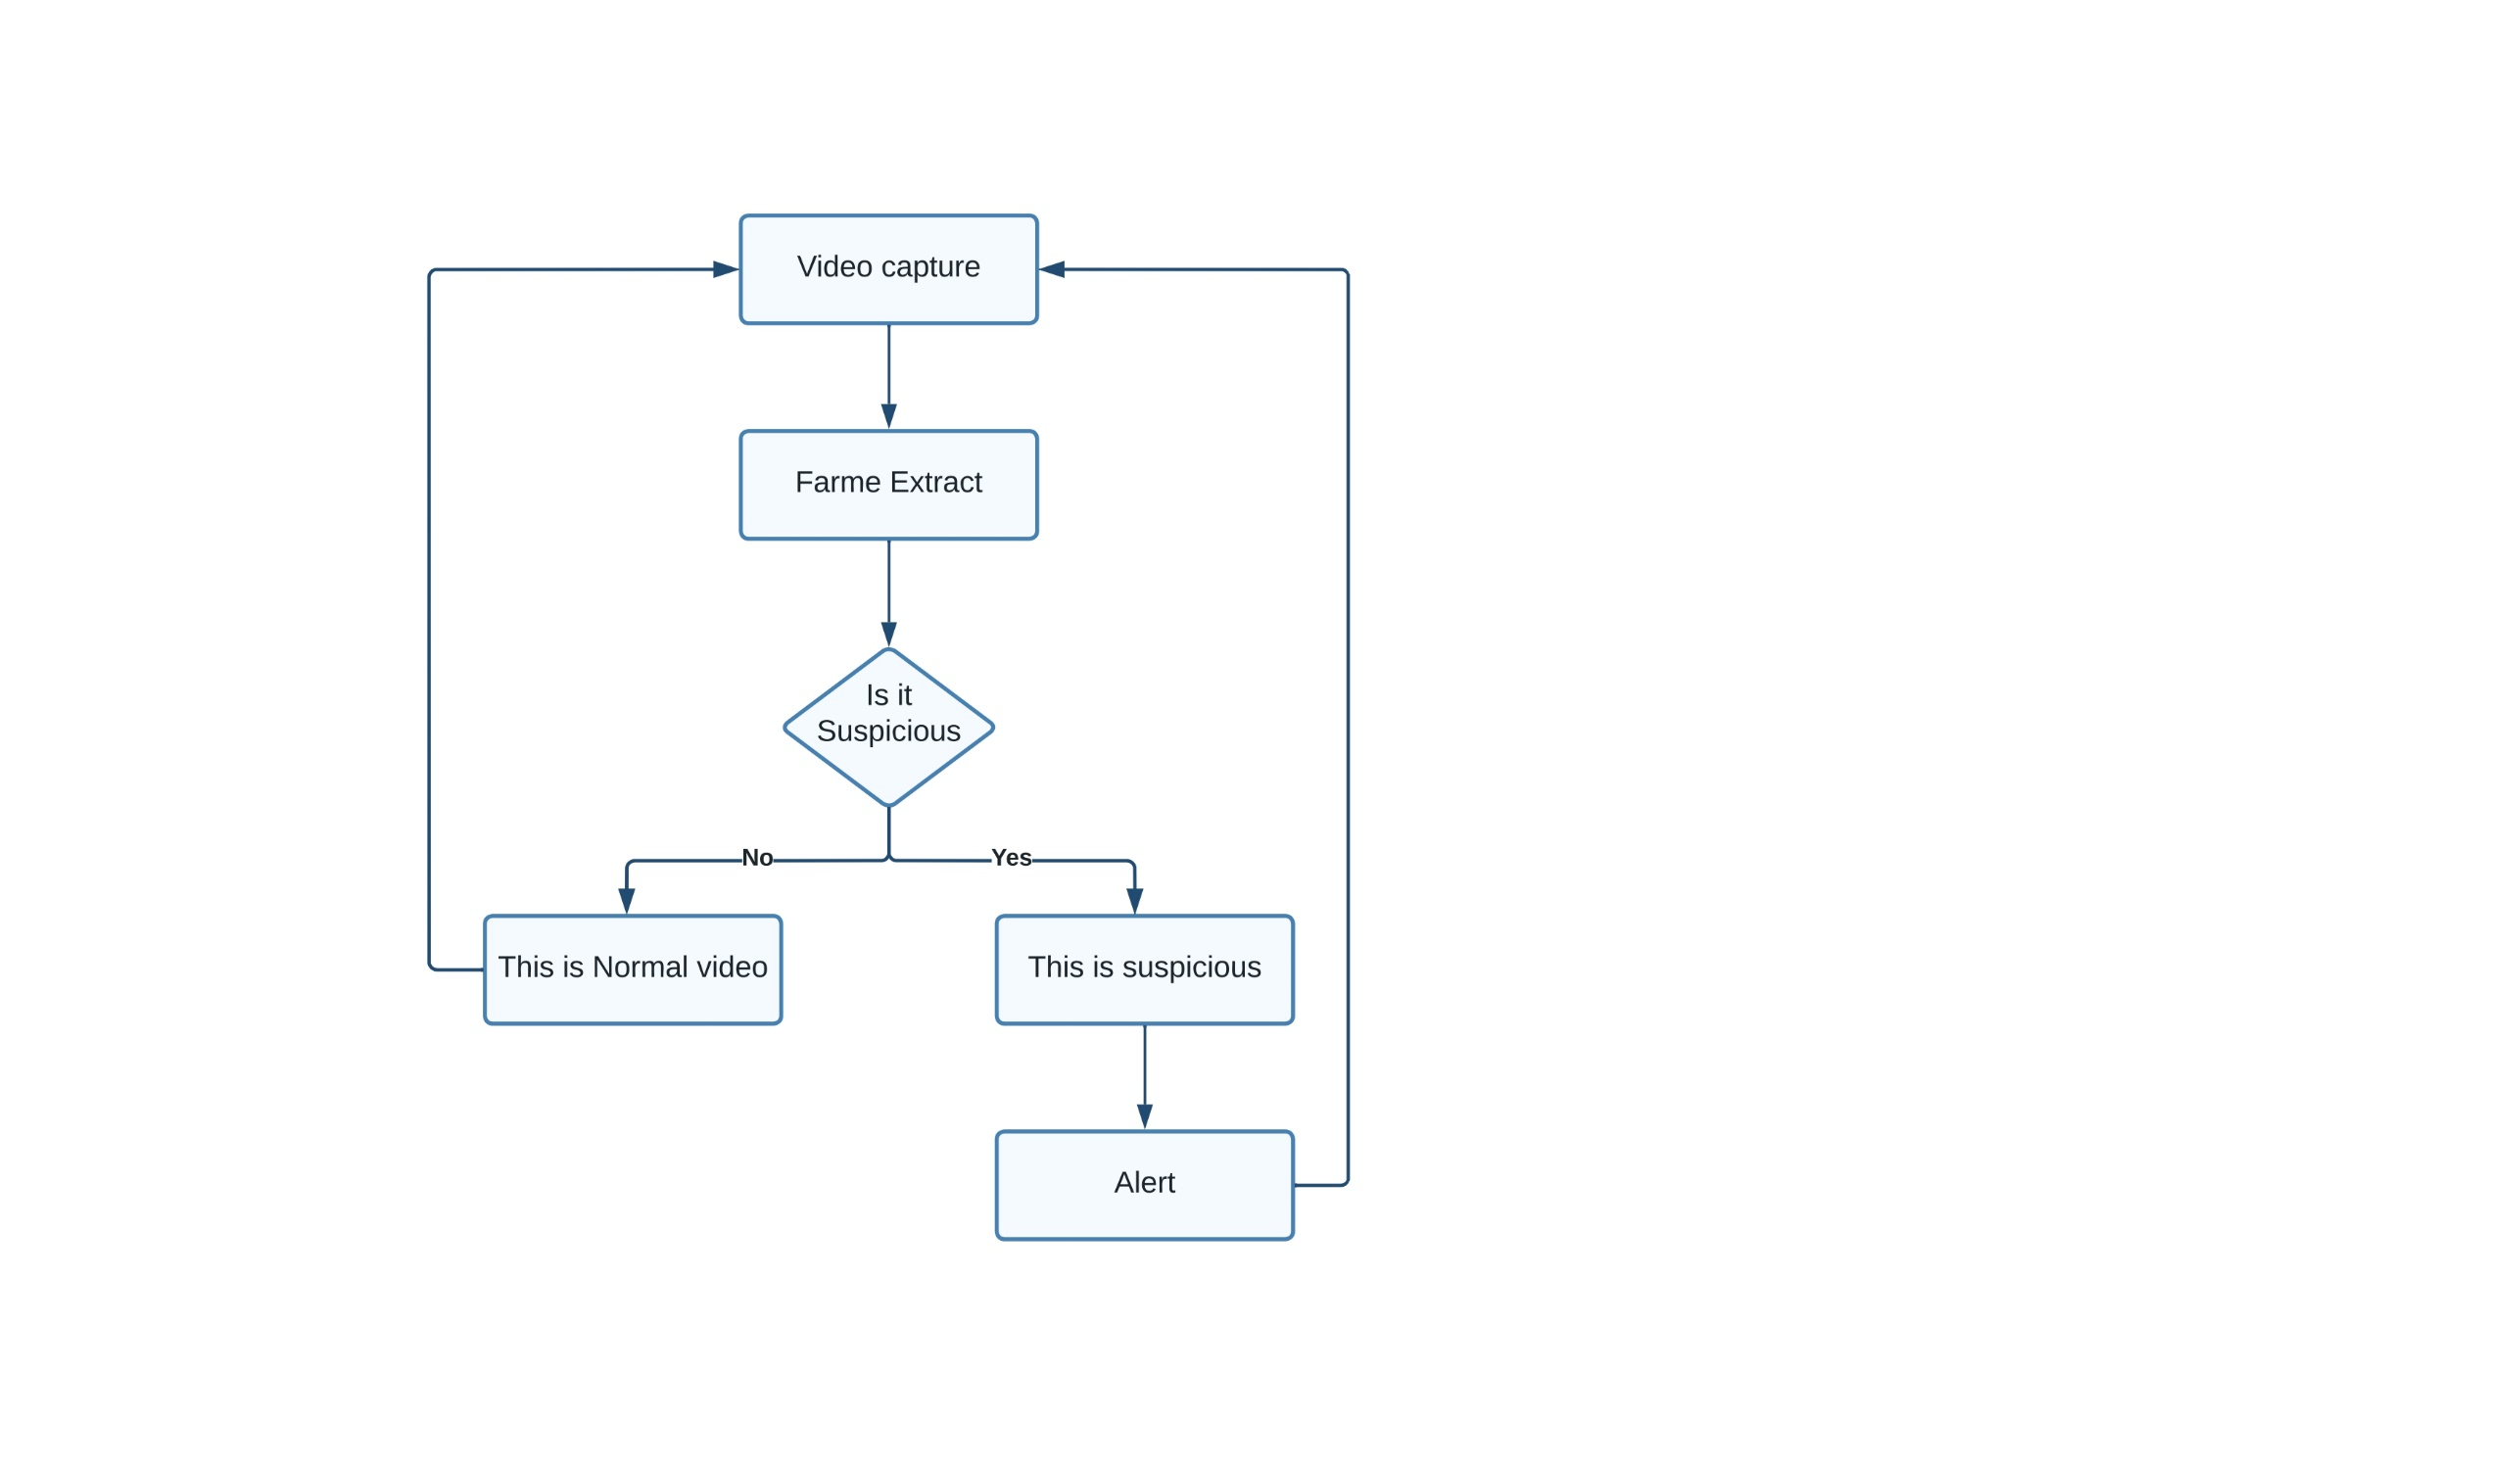 Video capture
Farme Extract
Is it
Suspicious
No
Yes
This is Normal video
This is suspicious
Alert